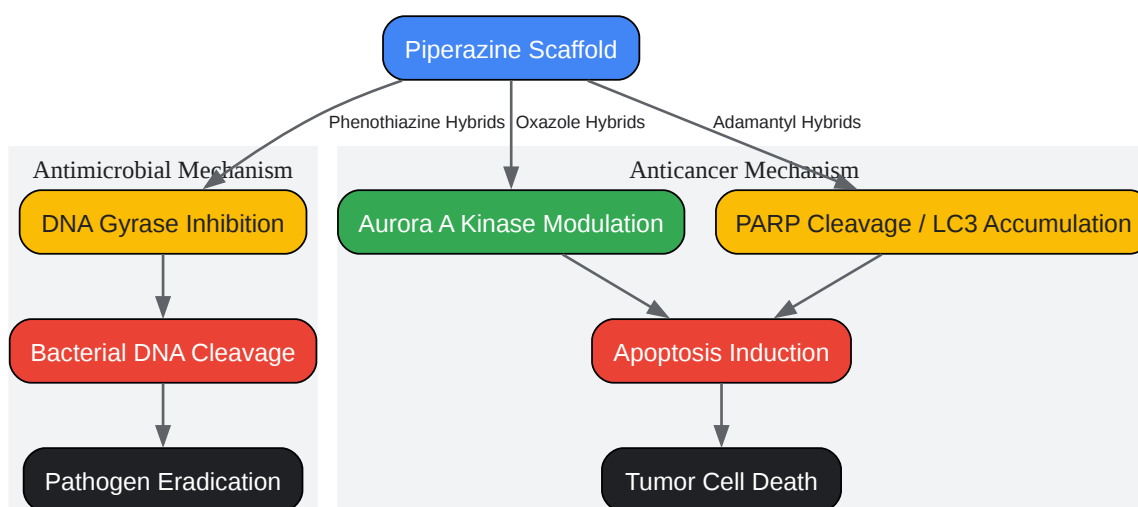 Piperazine Scaffold
Phenothiazine Hybrids
Oxazole Hybrids
Adamantyl Hybrids
Antimicrobial Mechanism
Anticancer Mechanism
DNA Gyrase Inhibition
Aurora A Kinase Modulation
PARP Cleavage / LC3 Accumulation
Bacterial DNA Cleavage
Apoptosis Induction
Pathogen Eradication
Tumor Cell Death